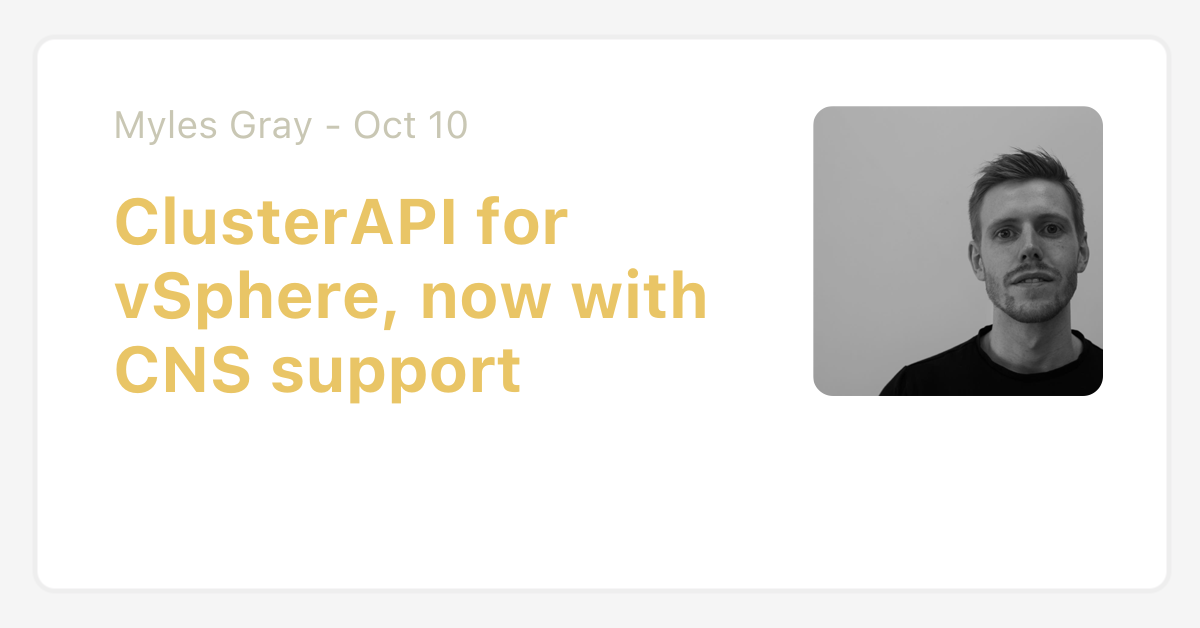 Myles Gray - Oct 10
ClusterAPI for
vSphere, now with
CNS support